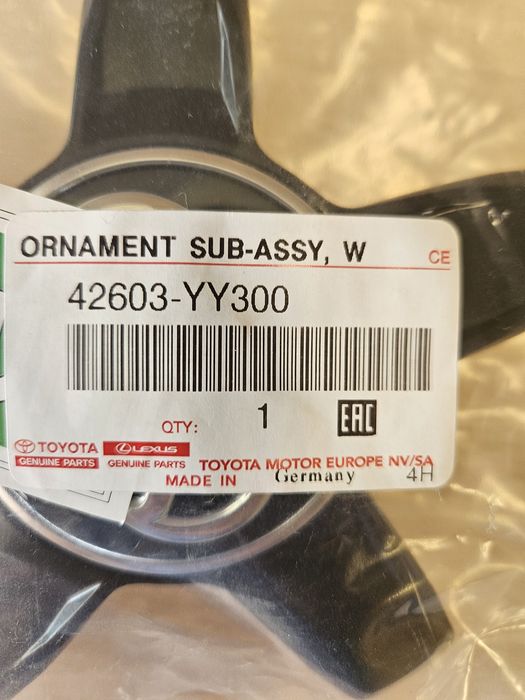 ORNAMENT SUB-ASSY, W
CE
42603-YY300
QTY: 1 EAC
TOYOTA LEXUS
GENUINE PARTS GENUINE PARTS TOYOTA MOTOR EUROPE NV/SA
MADE IN Germany 4H